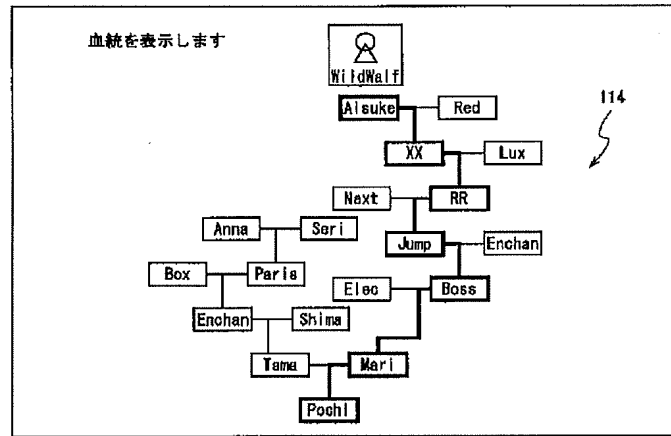 血統を表示します
WildWalf
Aisuke Red
114
XX Lux
Next RR
Anna Seri Jump Enchan
Box Paris Elec Boss
Enchan Shima
Tama Mari
Pochi